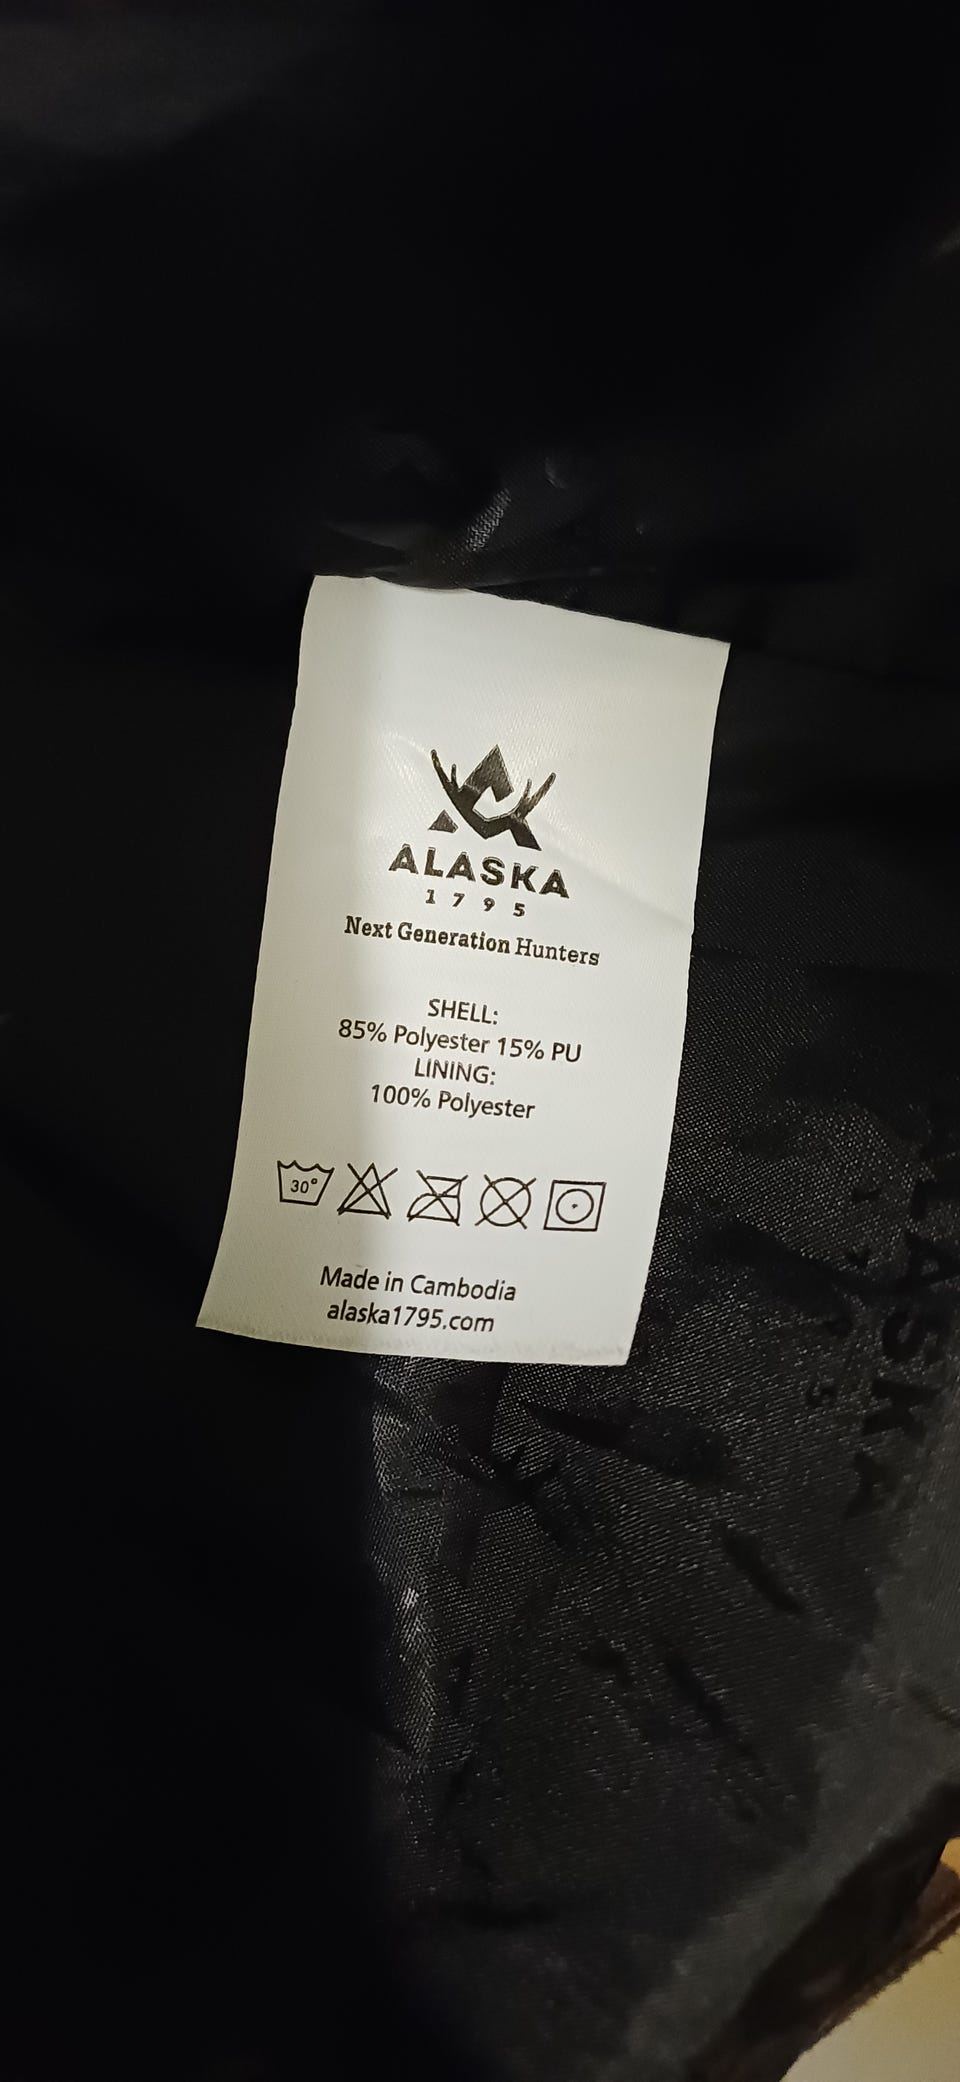 ALASKA
1795
Next Generation Hunters
SHELL:
85% Polyester 15% PU
LINING:
100% Polyester
30°
Made in Cambodia
alaska1795.com
ALASKA